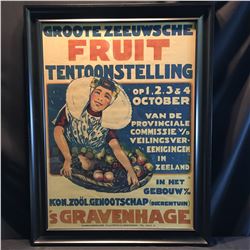 GROOTE ZEEUWSCHE
FRUIT
TENTOONSTELLING
OP 1, 2, 3 & 4
OCTOBER
VAN DE
PROVINCIALE
COMMISSIE V/D
VEILINGSVER-
EENIGINGEN
IN
ZEELAND
IN HET
GEBOUW V/H
KON. ZOÖL. GENOOTSCHAP (DIERENTUIN)
'S GRAVENHAGE